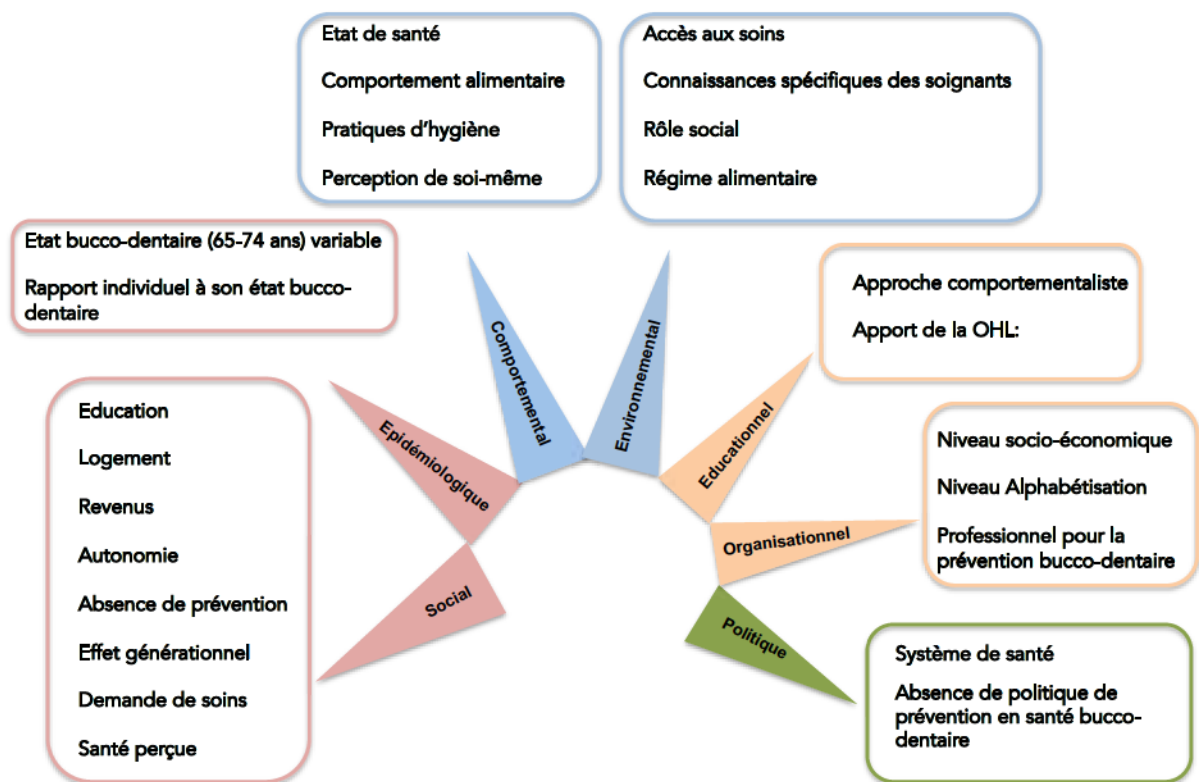 Etat de santé
Comportement alimentaire
Pratiques d'hygiène
Perception de soi-même
Accès aux soins
Connaissances spécifiques des soignants
Rôle social
Régime alimentaire
Etat bucco-dentaire (65-74 ans) variable
Rapport individuel à son état bucco-
dentaire
Approche comportementaliste
Apport de la OHL:
Education
Logement
Revenus
Autonomie
Absence de prévention
Effet générationnel
Demande de soins
Santé perçue
Social
Epidémiologique
Comportemental
Environnemental
Educationnel
Organisationnel
Politique
Niveau socio-économique
Niveau Alphabétisation
Professionnel pour la
prévention bucco-dentaire
Système de santé
Absence de politique de
prévention en santé bucco-
dentaire